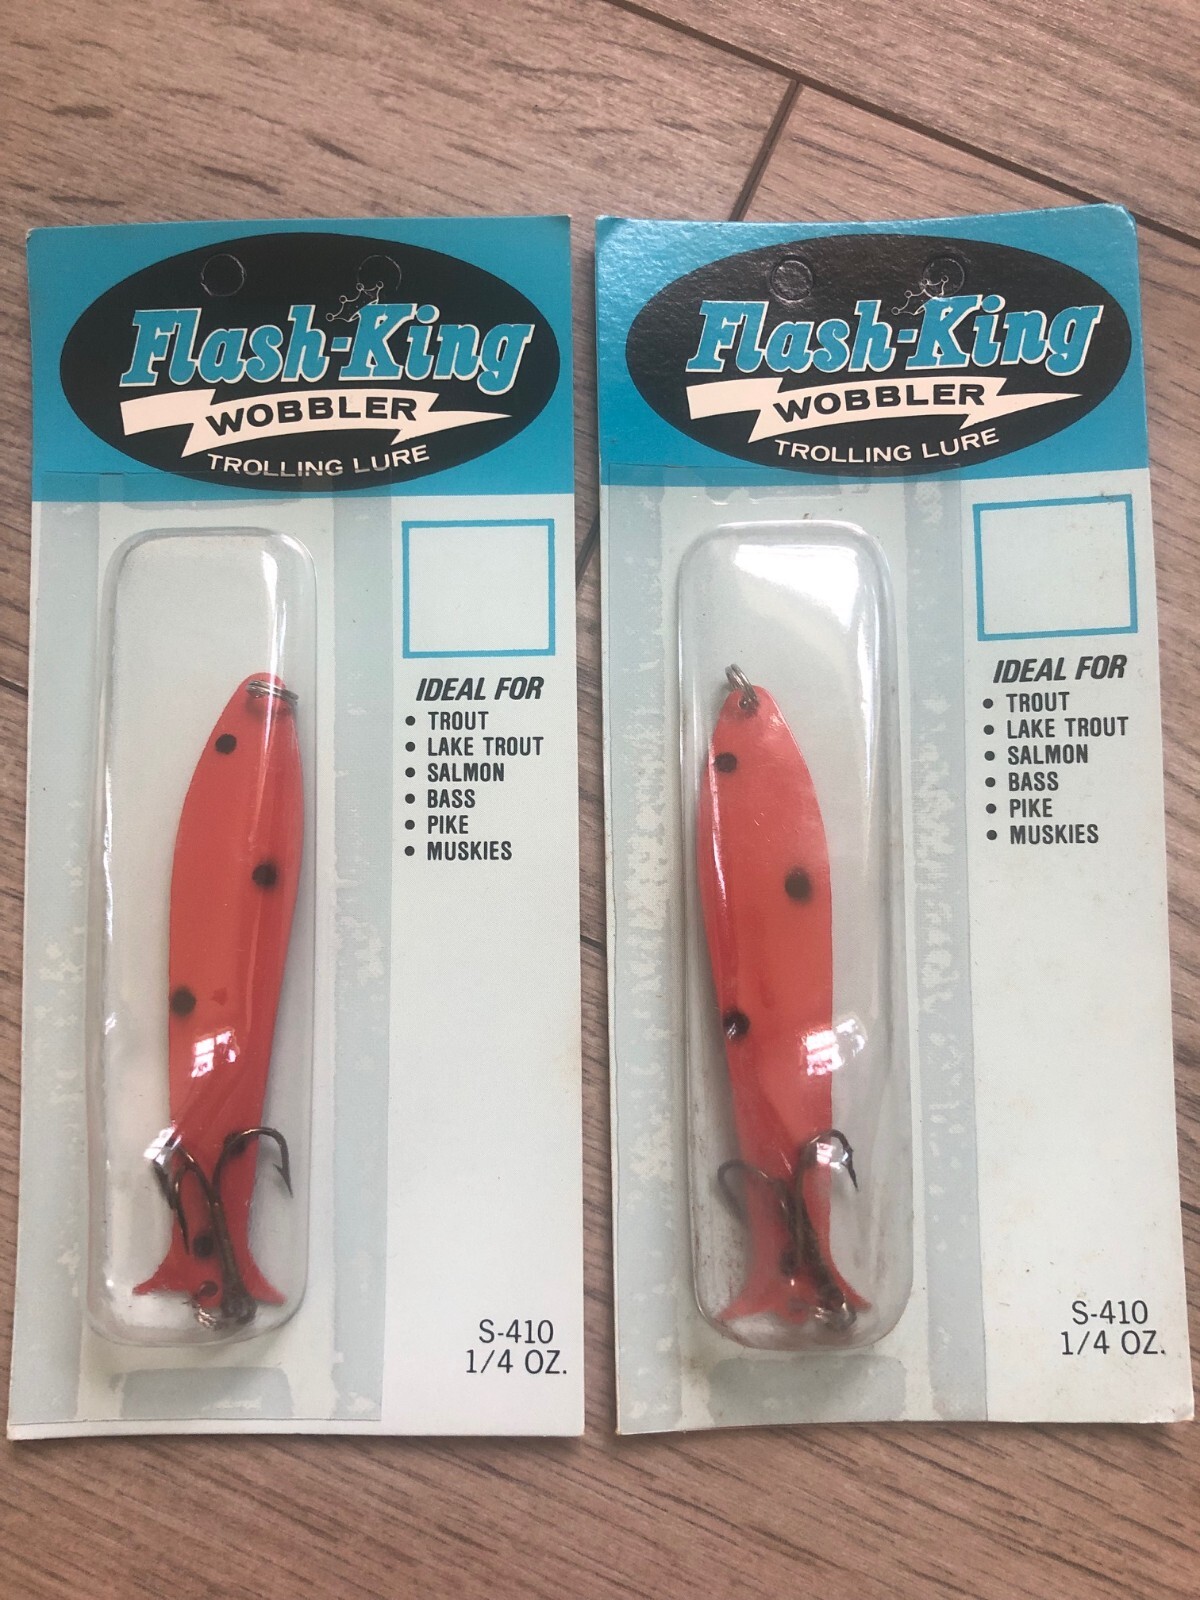 Flash-King
WOBBLER
TROLLING LURE
IDEAL FOR
• TROUT
• LAKE TROUT
• SALMON
• BASS
• PIKE
• MUSKIES
S-410
1/4 OZ.
Flash-King
WOBBLER
TROLLING LURE
IDEAL FOR
• TROUT
• LAKE TROUT
• SALMON
• BASS
• PIKE
• MUSKIES
S-410
1/4 OZ.